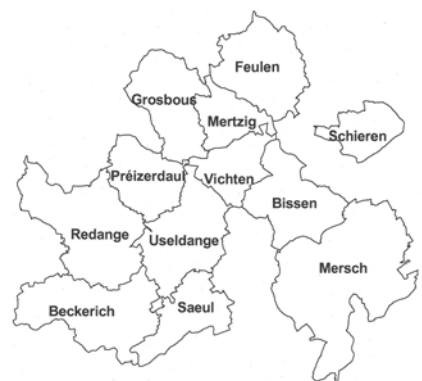 Feulen
Grosbous
Mertzig
Schieren
Préizerdaul
Vichten
Bissen
Redange
Useldange
Mersch
Beckerich
Saeul